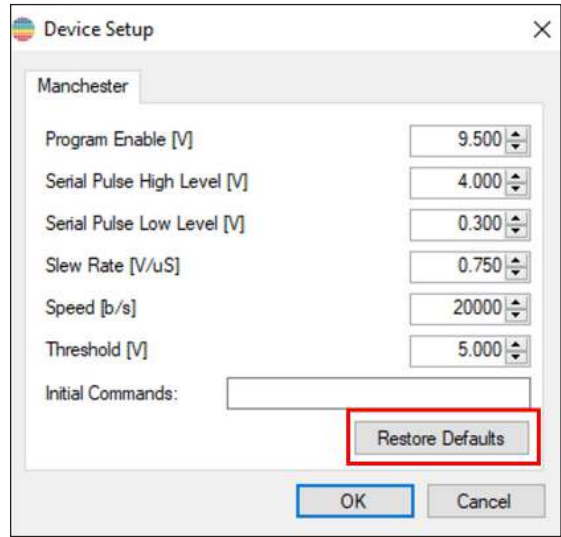 Device Setup
Manchester
Program Enable [V] 9.500
Serial Pulse High Level [V] 4.000
Serial Pulse Low Level [V] 0.300
Slew Rate [V/uS] 0.750
Speed [b/s] 20000
Threshold [V] 5.000
Initial Commands:
Restore Defaults
OK Cancel